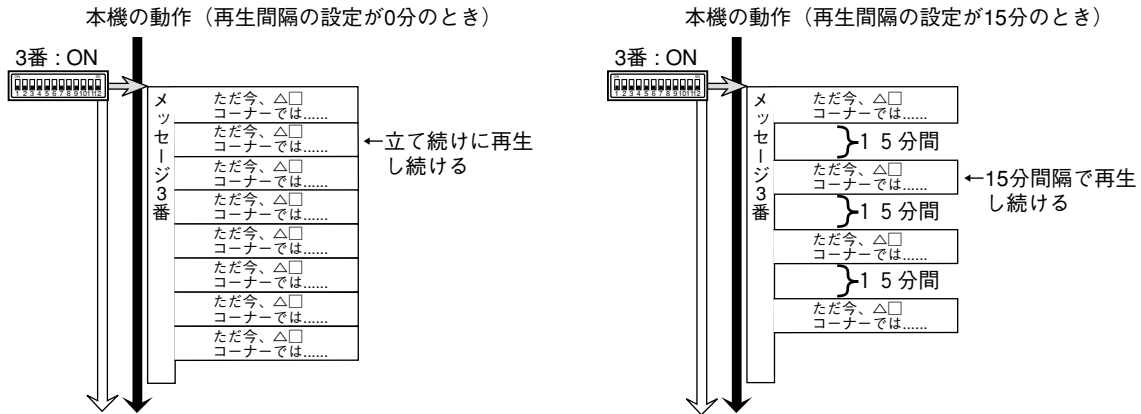 本機の動作（再生間隔の設定が0分のとき）
3番：ON
ON
1 2 3 4 5 6 7 8 9 10 11 12
メッセージ3番
ただ今、△□
コーナーでは......
ただ今、△□
コーナーでは......
ただ今、△□
コーナーでは......
ただ今、△□
コーナーでは......
ただ今、△□
コーナーでは......
ただ今、△□
コーナーでは......
ただ今、△□
コーナーでは......
ただ今、△□
コーナーでは......
←立て続けに再生
し続ける
本機の動作（再生間隔の設定が15分のとき）
3番：ON
ON
1 2 3 4 5 6 7 8 9 10 11 12
メッセージ3番
ただ今、△□
コーナーでは......
１５分間
ただ今、△□
コーナーでは......
１５分間
ただ今、△□
コーナーでは......
１５分間
ただ今、△□
コーナーでは......
←15分間隔で再生
し続ける